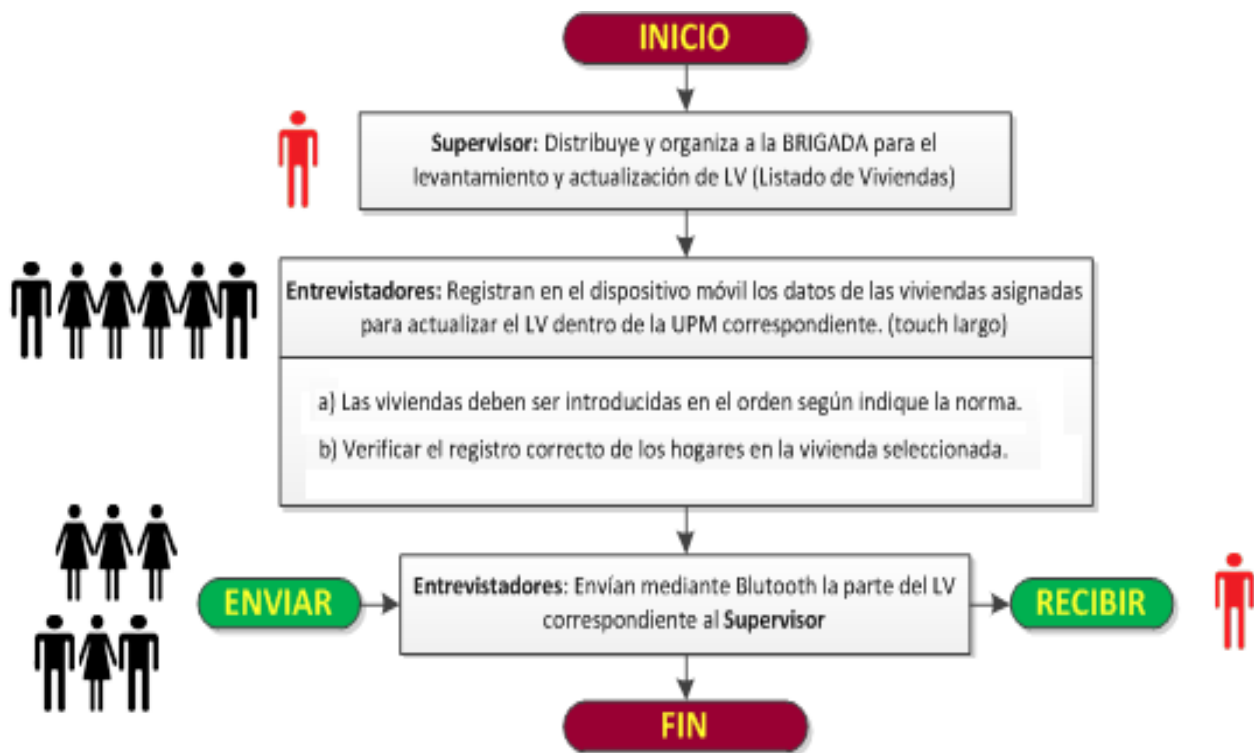 INICIO
Supervisor: Distribuye y organiza a la BRIGADA para el
levantamiento y actualización de LV (Listado de Viviendas)
Entrevistadores: Registran en el dispositivo móvil los datos de las viviendas asignadas
para actualizar el LV dentro de la UPM correspondiente. (touch largo)
a) Las viviendas deben ser introducidas en el orden según indique la norma.
b) Verificar el registro correcto de los hogares en la vivienda seleccionada.
ENVIAR
Entrevistadores: Envían mediante Blutooth la parte del LV
correspondiente al Supervisor
RECIBIR
FIN